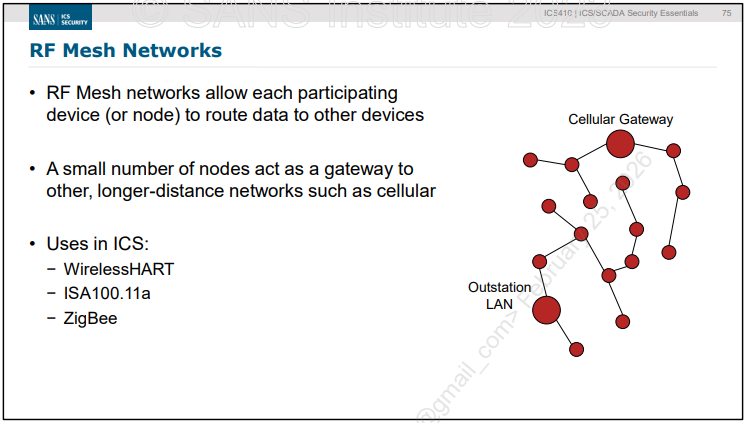 © SANS Institute 2026
SANS
ICS
SECURITY
ICS410 | ICS/SCADA Security Essentials 75
RF Mesh Networks
• RF Mesh networks allow each participating
device (or node) to route data to other devices
• A small number of nodes act as a gateway to
other, longer-distance networks such as cellular
• Uses in ICS:
− WirelessHART
− ISA100.11a
− ZigBee
Cellular Gateway
Outstation
LAN
@gmail_com> February 25, 2026